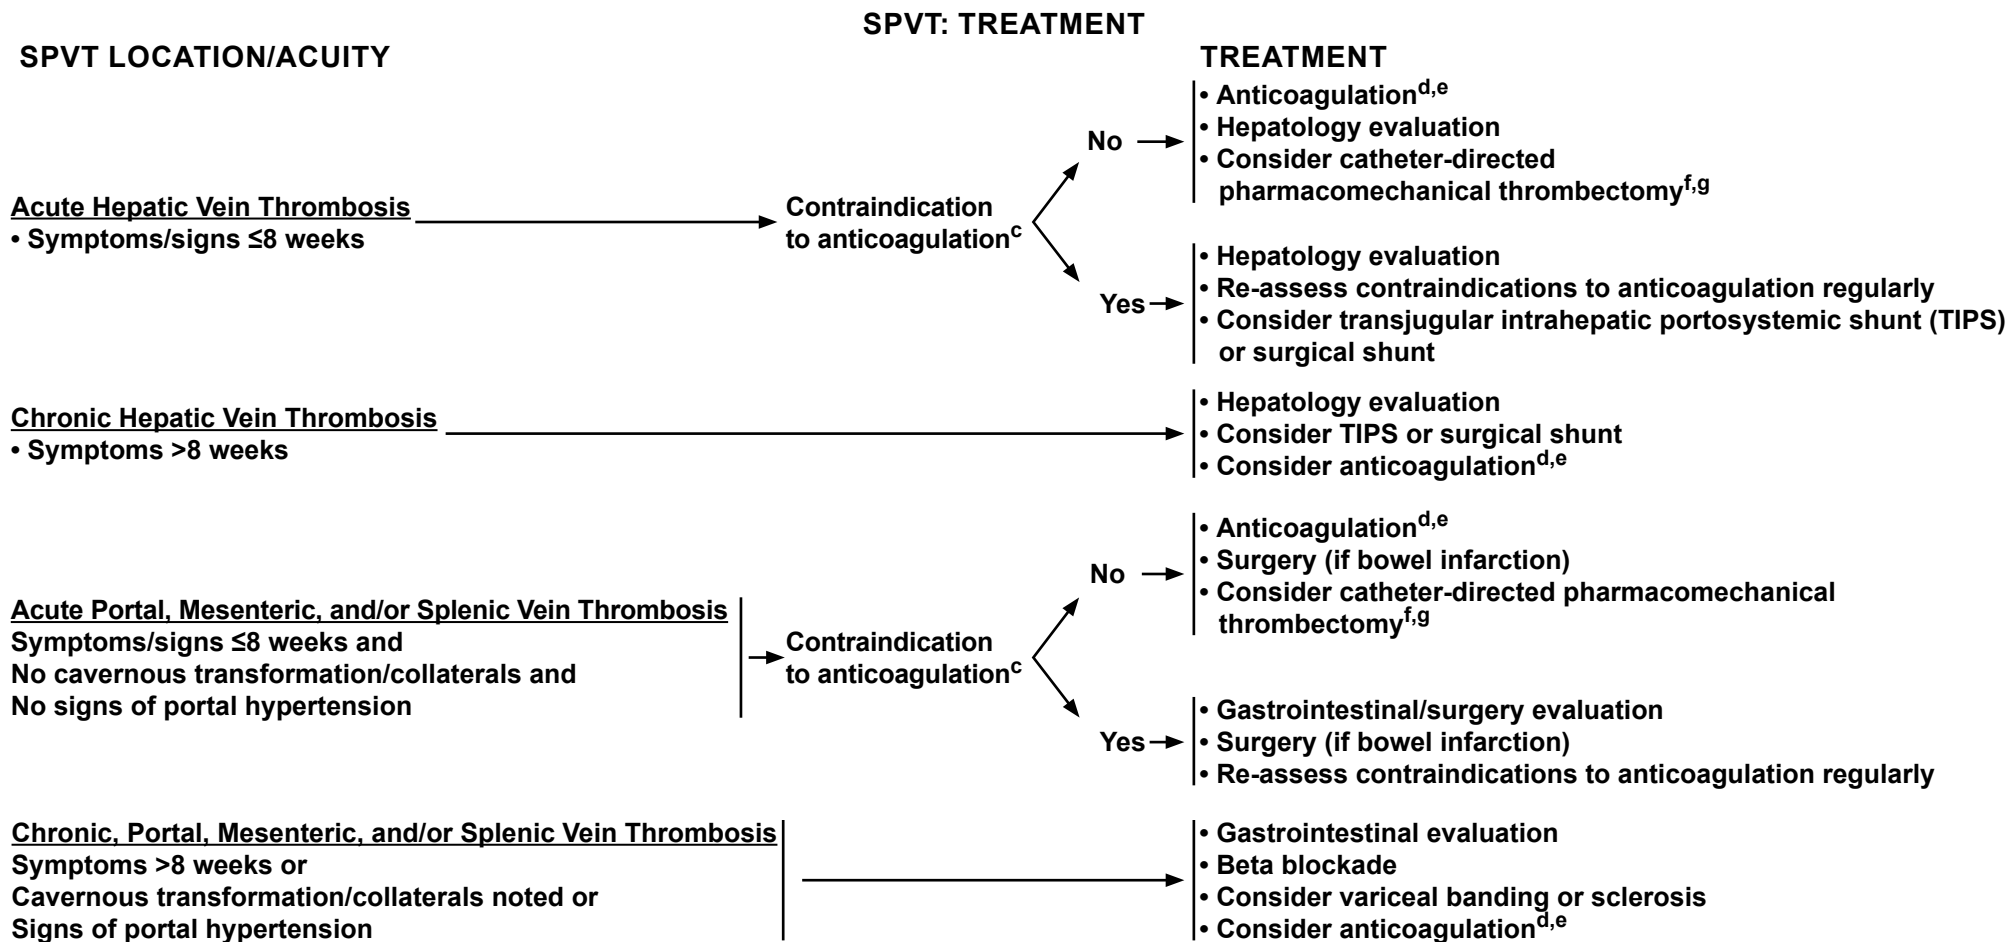 SPVT: TREATMENT
SPVT LOCATION/ACUITY
TREATMENT
Acute Hepatic Vein Thrombosis
• Symptoms/signs ≤8 weeks
Contraindication
to anticoagulationc
No
• Anticoagulationd,e
• Hepatology evaluation
• Consider catheter-directed
pharmacomechanical thrombectomyf,g
Yes
• Hepatology evaluation
• Re-assess contraindications to anticoagulation regularly
• Consider transjugular intrahepatic portosystemic shunt (TIPS)
or surgical shunt
Chronic Hepatic Vein Thrombosis
• Symptoms >8 weeks
• Hepatology evaluation
• Consider TIPS or surgical shunt
• Consider anticoagulationd,e
Acute Portal, Mesenteric, and/or Splenic Vein Thrombosis
Symptoms/signs ≤8 weeks and
No cavernous transformation/collaterals and
No signs of portal hypertension
Contraindication
to anticoagulationc
No
• Anticoagulationd,e
• Surgery (if bowel infarction)
• Consider catheter-directed pharmacomechanical
thrombectomyf,g
Yes
• Gastrointestinal/surgery evaluation
• Surgery (if bowel infarction)
• Re-assess contraindications to anticoagulation regularly
Chronic, Portal, Mesenteric, and/or Splenic Vein Thrombosis
Symptoms >8 weeks or
Cavernous transformation/collaterals noted or
Signs of portal hypertension
• Gastrointestinal evaluation
• Beta blockade
• Consider variceal banding or sclerosis
• Consider anticoagulationd,e